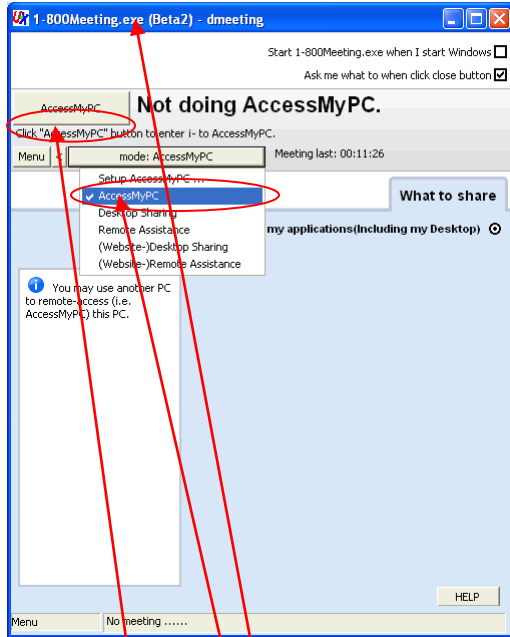 1-800Meeting.exe (Beta2) - dmeeting
Start 1-800Meeting.exe when I start Windows
Ask me what to when click close button
AccessMyPC
Not doing AccessMyPC.
Click "AccessMyPC" button to enter i- to AccessMyPC.
Menu < mode: AccessMyPC Meeting last: 00:11:26
Setup AccessMyPC ...
AccessMyPC
Desktop Sharing
Remote Assistance
(Website-)Desktop Sharing
(Website-)Remote Assistance
What to share
my applications(Including my Desktop)
You may use another PC
to remote-access (i.e.
AccessMyPC) this PC.
HELP
Menu No meeting ......